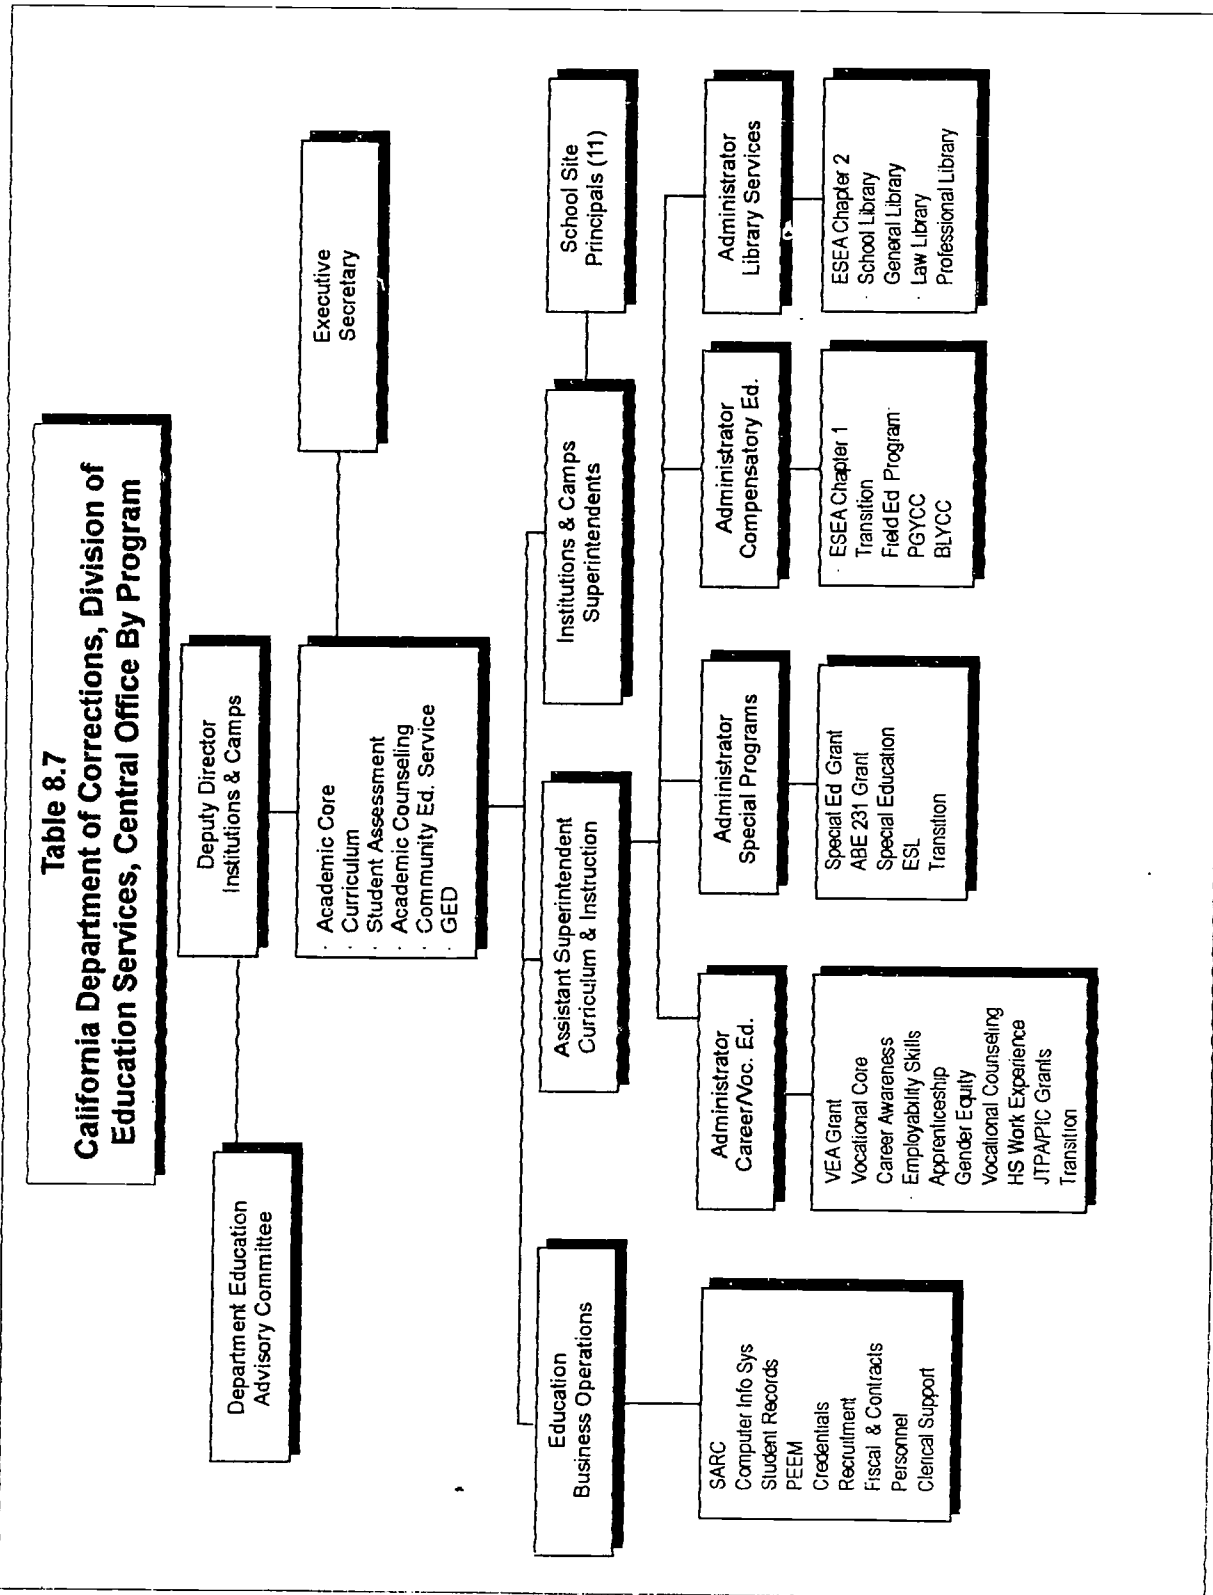 Table 8.7
California Department of Corrections, Division of
Education Services, Central Office By Program
Deputy Director
Institutions & Camps
Department Education
Advisory Committee
Executive
Secretary
· Academic Core
· Curriculum
· Student Assessment
· Academic Counseling
· Community Ed. Service
· GED
Education
Business Operations
Assistant Superintendent
Curriculum & Instruction
Institutions & Camps
Superintendents
School Site
Principals (11)
SARC
Computer Info Sys
Student Records
PEEM
Credentials
Recruitment
Fiscal & Contracts
Personnel
Clerical Support
Administrator
Career/Voc. Ed.
Administrator
Special Programs
Administrator
Compensatory Ed.
Administrator
Library Services
VEA Grant
Vocational Core
Career Awareness
· Employability Skills
Apprenticeship
Gender Equity
Vocational Counseling
HS Work Experience
JTPA/PIC Grants
Transition
Special Ed Grant
ABE 231 Grant
Special Education
ESL
Transition
· ESEA Chapter 1
Transition
Field Ed Program
PGYCC
BLYCC
ESEA Chapter 2
· School Library
General Library
· Law Library
Professional Library